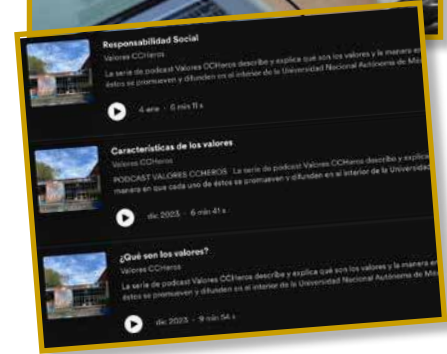 Responsabilidad Social
Valores CCHeros
La serie de podcast Valores CCHeros describe y explica qué son los valores y la manera en
éstos se promueven y difunden en el interior de la Universidad Nacional Autónoma de Méx
4 ene · 6 min 11 s
Características de los valores
Valores CCHeros
PODCAST VALORES CCHEROS La serie de podcast Valores CCHeros describe y explica
manera en que cada uno de éstos se promueven y difunden en el interior de la Universidad
dic. 2023 · 6 min 41 s
¿Qué son los valores?
Valores CCHeros
La serie de podcast Valores CCHeros describe y explica qué son los valores y la manera en
éstos se promueven y difunden en el interior de la Universidad Nacional Autónoma de Méx
dic. 2023 · 9 min 54 s